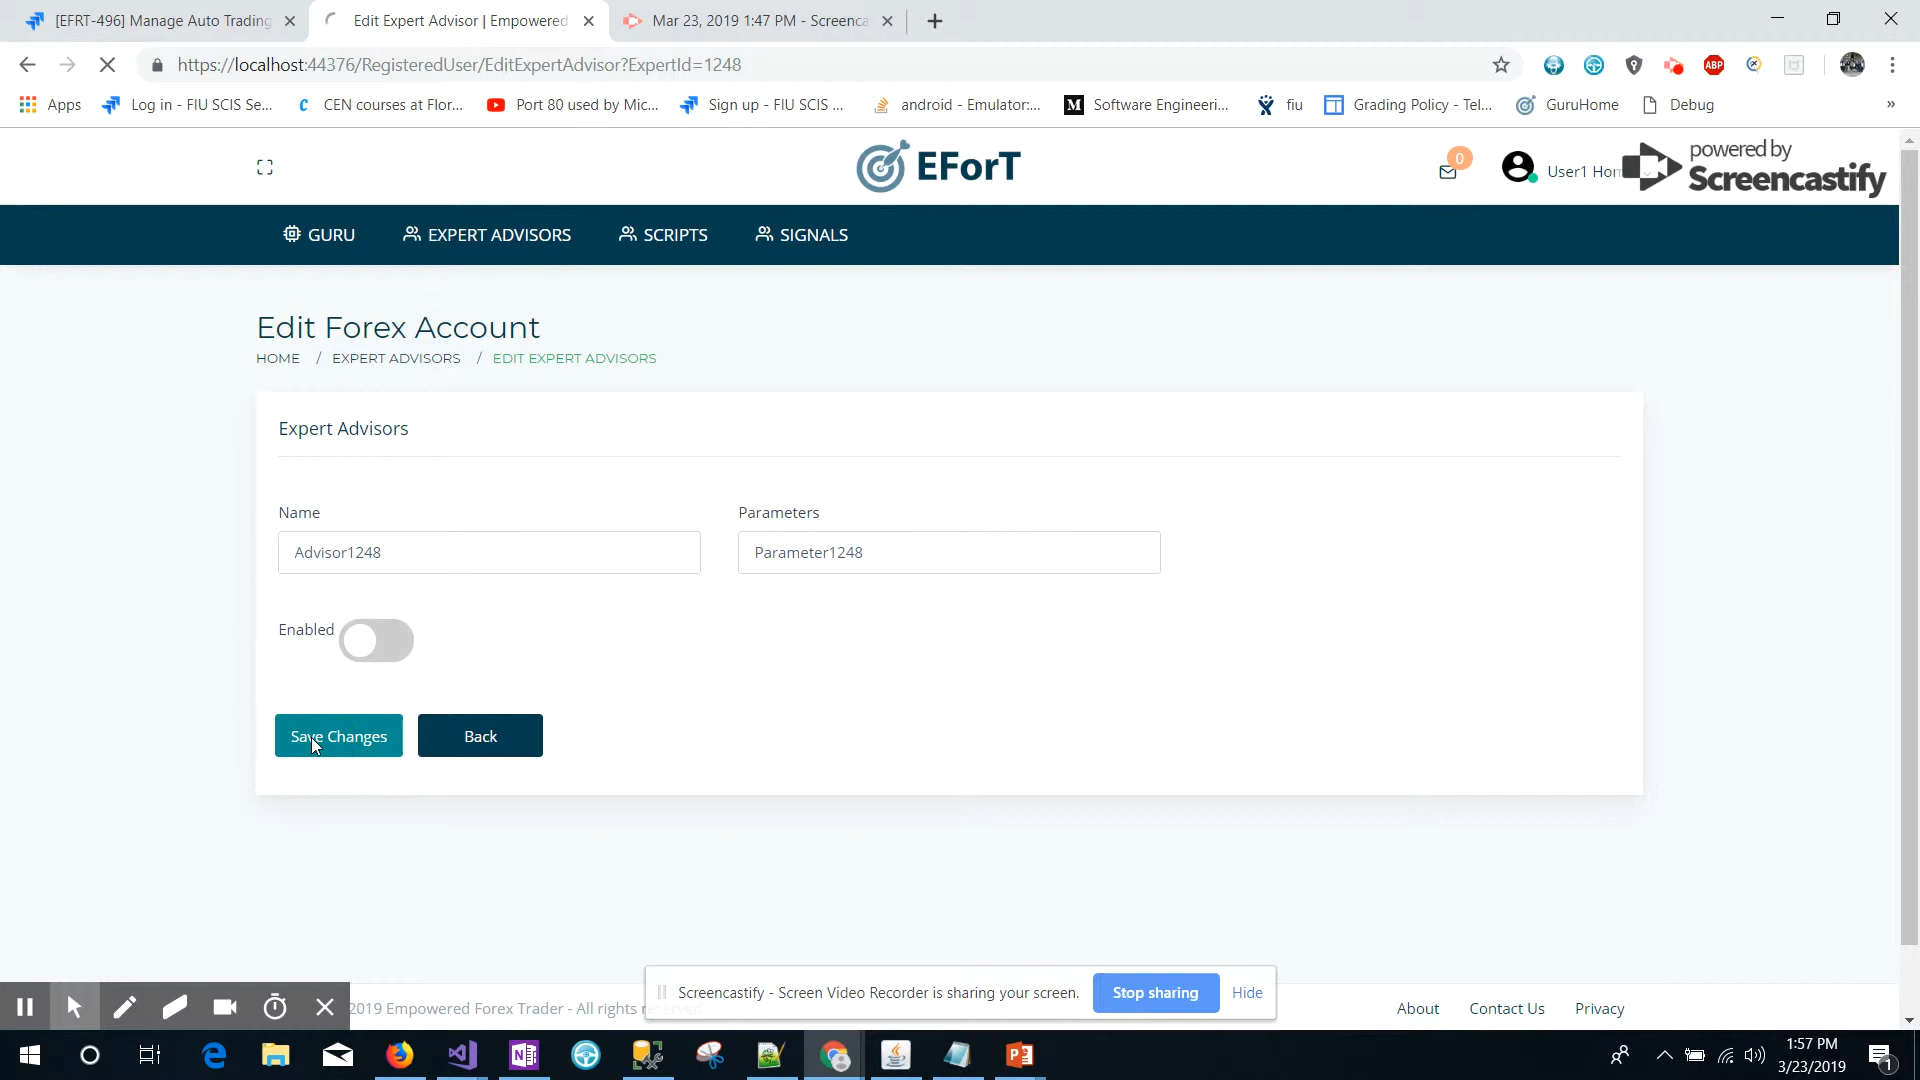 [EFRT-496] Manage Auto Trading
Edit Expert Advisor | Empowered
Mar 23, 2019 1:47 PM - Screenca
https://localhost:44376/RegisteredUser/EditExpertAdvisor?ExpertId=1248
ABP
Apps
Log in - FIU SCIS Se...
CEN courses at Flor...
Port 80 used by Mic...
Sign up - FIU SCIS ...
android - Emulator:...
Software Engineeri...
fiu
Grading Policy - Tel...
GuruHome
Debug
»
EForT
0
User1 Hom
powered by
Screencastify
GURU
EXPERT ADVISORS
SCRIPTS
SIGNALS
Edit Forex Account
HOME / EXPERT ADVISORS / EDIT EXPERT ADVISORS
Expert Advisors
Name
Parameters
Advisor1248
Parameter1248
Enabled
Save Changes
Back
Screencastify - Screen Video Recorder is sharing your screen.
Stop sharing
Hide
2019 Empowered Forex Trader - All rights reserved
About
Contact Us
Privacy
1:57 PM
3/23/2019
1